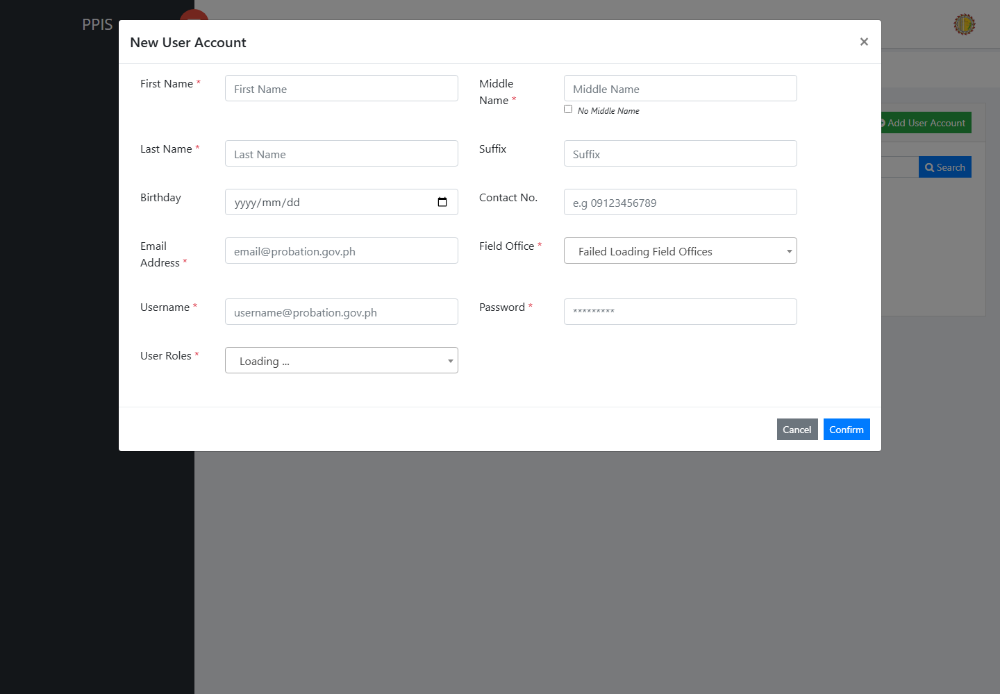 PPIS
New User Account
×
First Name *
First Name
Middle Name *
Middle Name
No Middle Name
Last Name *
Last Name
Suffix
Suffix
Birthday
yyyy/mm/dd
Contact No.
e.g 09123456789
Email Address *
email@probation.gov.ph
Field Office *
Failed Loading Field Offices
Username *
username@probation.gov.ph
Password *
*********
User Roles *
Loading ...
Cancel
Confirm
Add User Account
Search